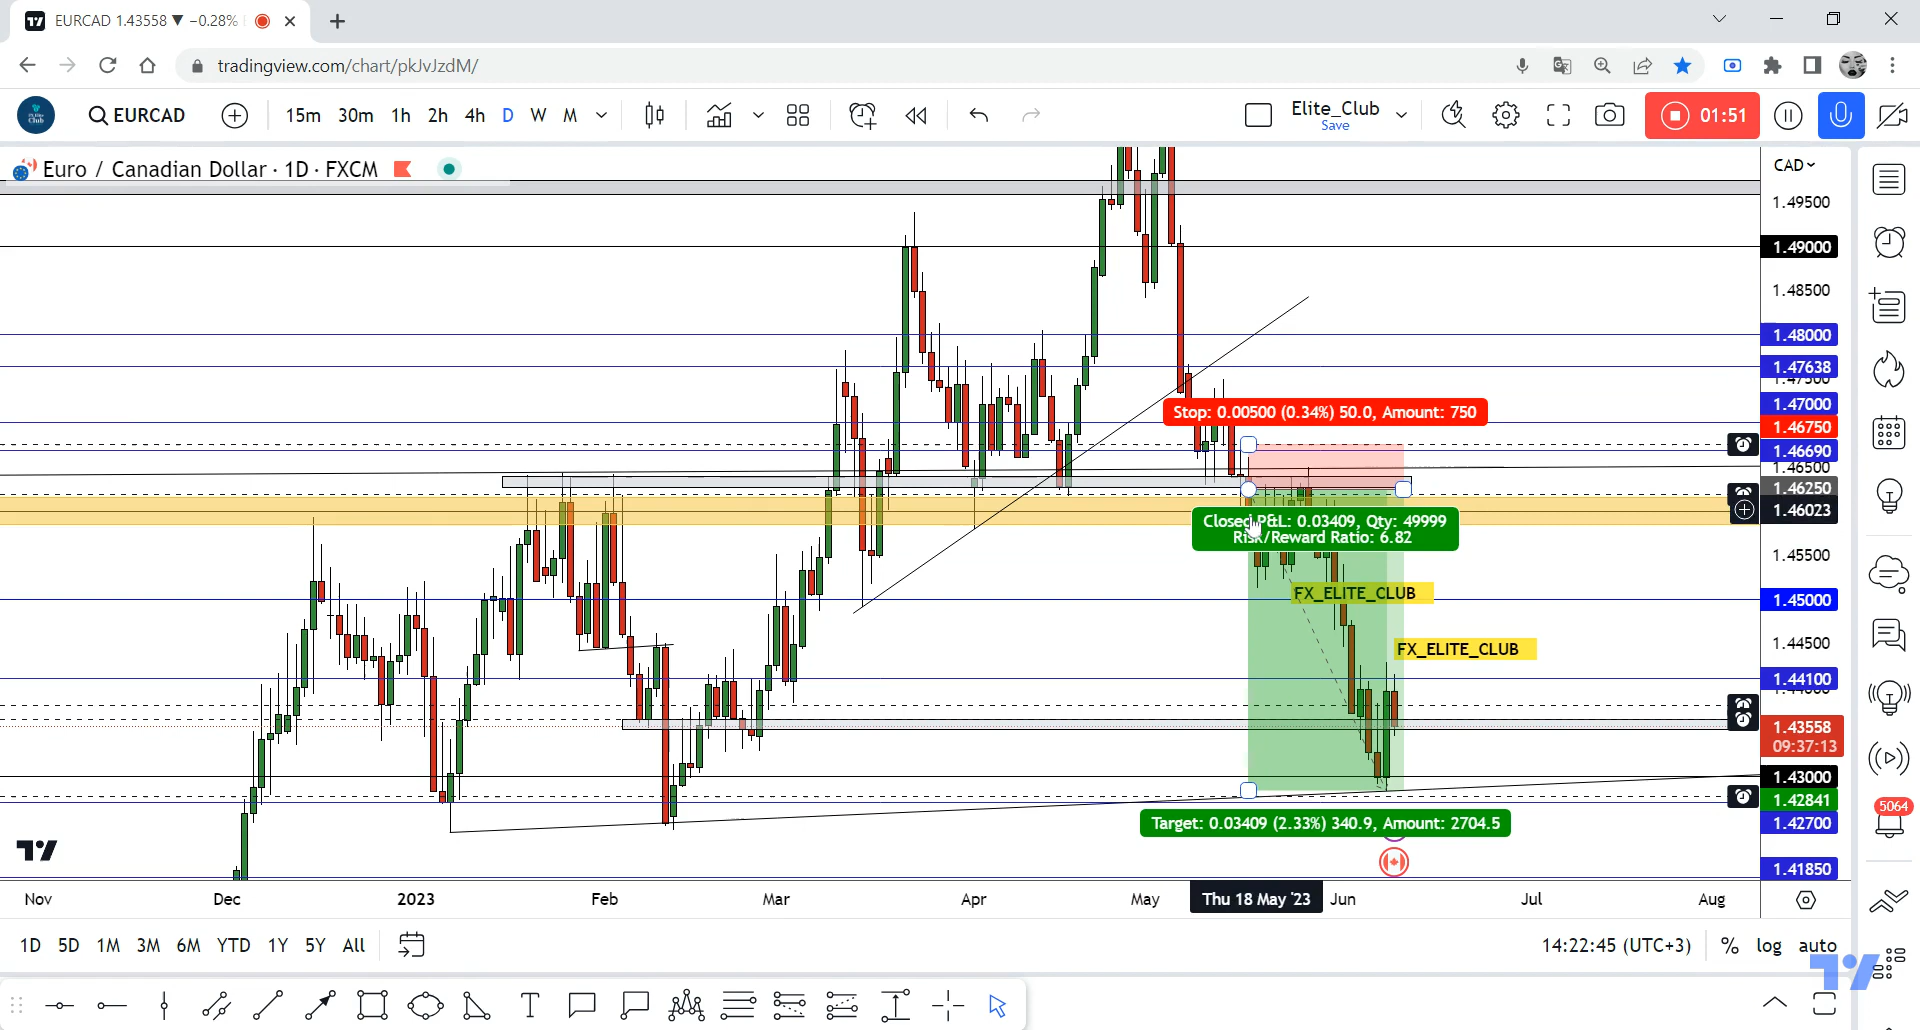 EURCAD 1.43558 ▼ −0.28%
tradingview.com/chart/pkJvJzdM/
EURCAD 15m 30m 1h 2h 4h D W M Elite_Club Save 01:51
Euro / Canadian Dollar · 1D · FXCM
CAD
1.49500
1.49000
1.48500
1.48000
1.47638
1.47000
Stop: 0.00500 (0.34%) 50.0, Amount: 750
1.46750
1.46690
1.46500
1.46250
1.46023
Closed P&L: 0.03409, Qty: 49999
Risk/Reward Ratio: 6.82
1.45500
FX_ELITE_CLUB
1.45000
1.44500
FX_ELITE_CLUB
1.44100
1.43558
09:37:13
1.43000
1.42841
Target: 0.03409 (2.33%) 340.9, Amount: 2704.5
1.42700
1.41850
5064
Nov Dec 2023 Feb Mar Apr May Thu 18 May '23 Jun Jul Aug
1D 5D 1M 3M 6M YTD 1Y 5Y All 14:22:45 (UTC+3) % log auto